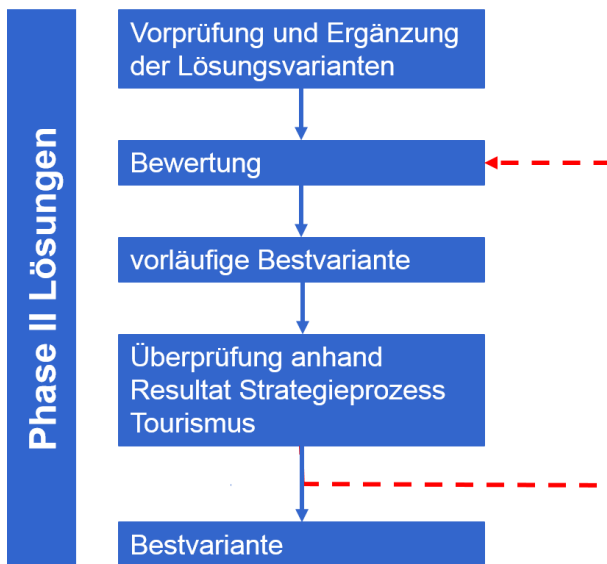 Phase II Lösungen
Vorprüfung und Ergänzung
der Lösungsvarianten
Bewertung
vorläufige Bestvariante
Überprüfung anhand
Resultat Strategieprozess
Tourismus
Bestvariante